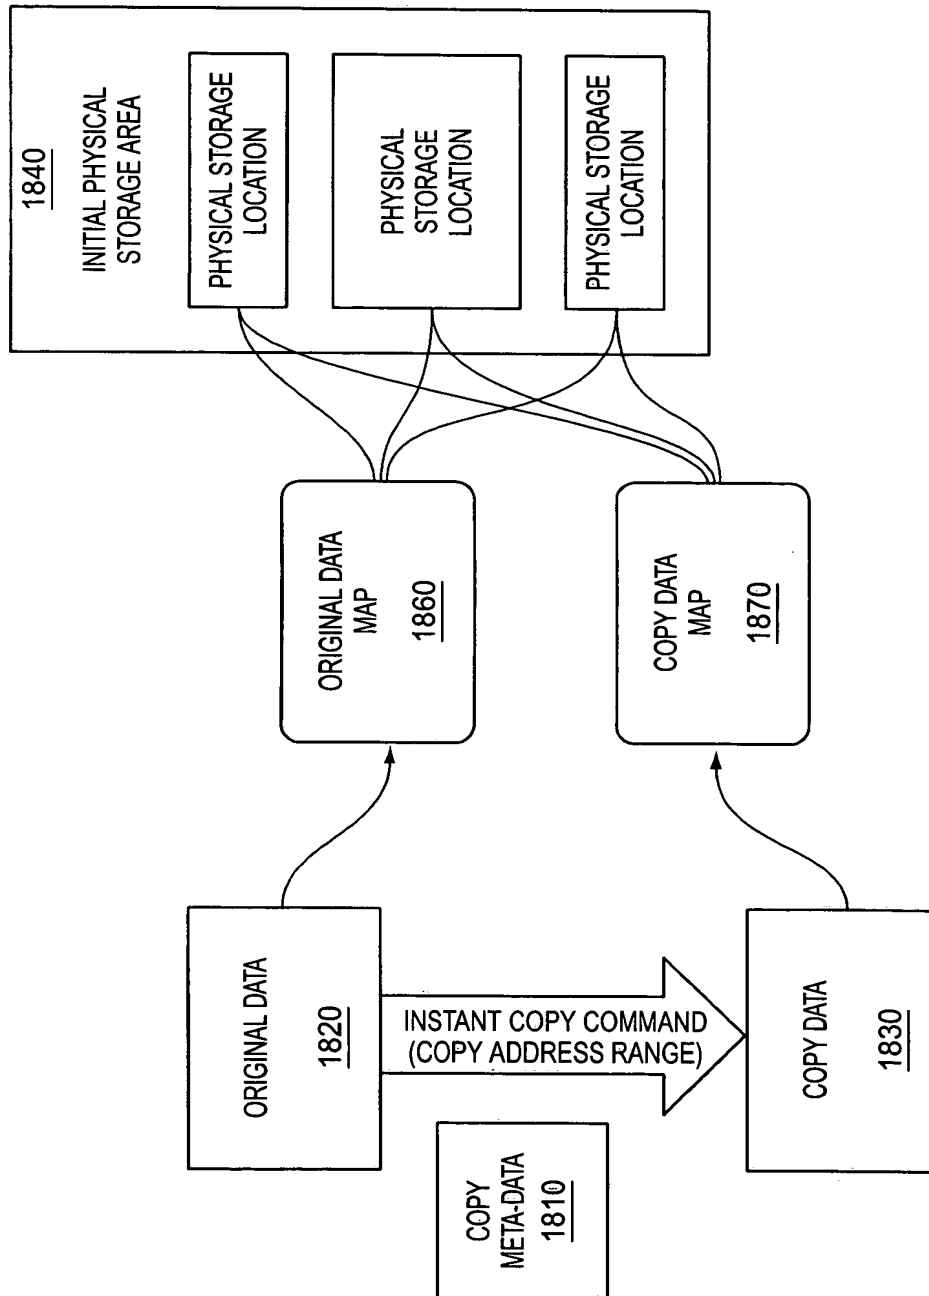 1840
INITIAL PHYSICAL
STORAGE AREA
PHYSICAL STORAGE
LOCATION
PHYSICAL
STORAGE
LOCATION
PHYSICAL STORAGE
LOCATION
ORIGINAL DATA
MAP
1860
COPY DATA
MAP
1870
ORIGINAL DATA
1820
INSTANT COPY COMMAND
(COPY ADDRESS RANGE)
COPY DATA
1830
COPY
META-DATA
1810